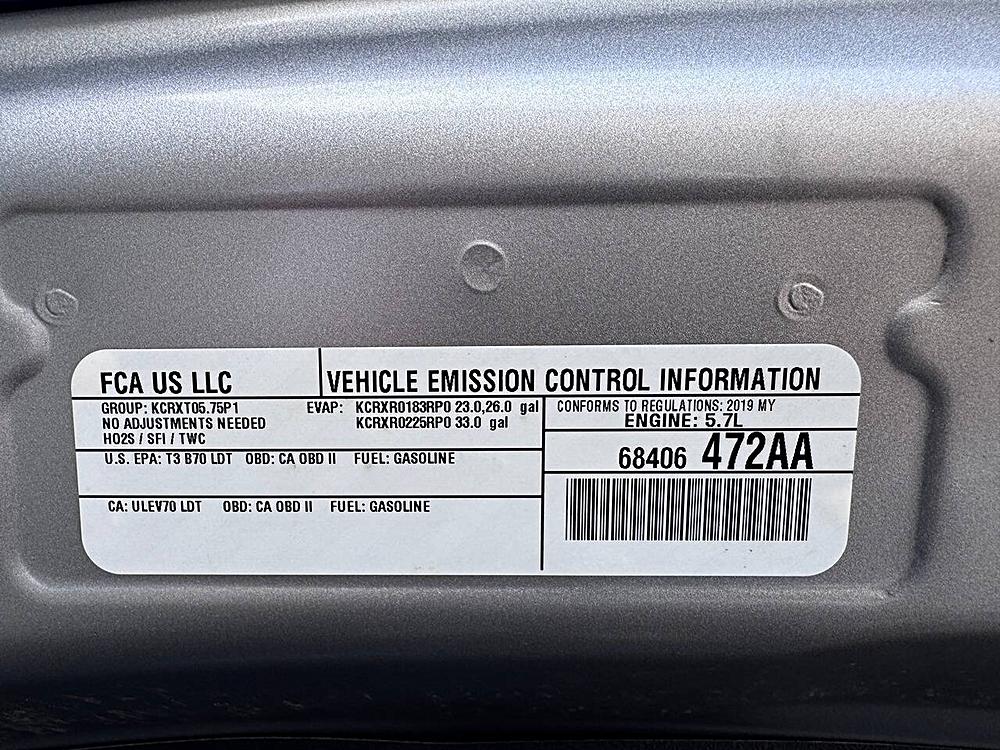 FCA US LLC
VEHICLE EMISSION CONTROL INFORMATION
GROUP: KCRXT05.75P1
NO ADJUSTMENTS NEEDED
HO2S / SFI / TWC
EVAP: KCRXR0183RP0 23.0,26.0 gal
KCRXR0225RP0 33.0 gal
CONFORMS TO REGULATIONS: 2019 MY
ENGINE: 5.7L
68406 472AA
U.S. EPA: T3 B70 LDT OBD: CA OBD II FUEL: GASOLINE
CA: ULEV70 LDT OBD: CA OBD II FUEL: GASOLINE